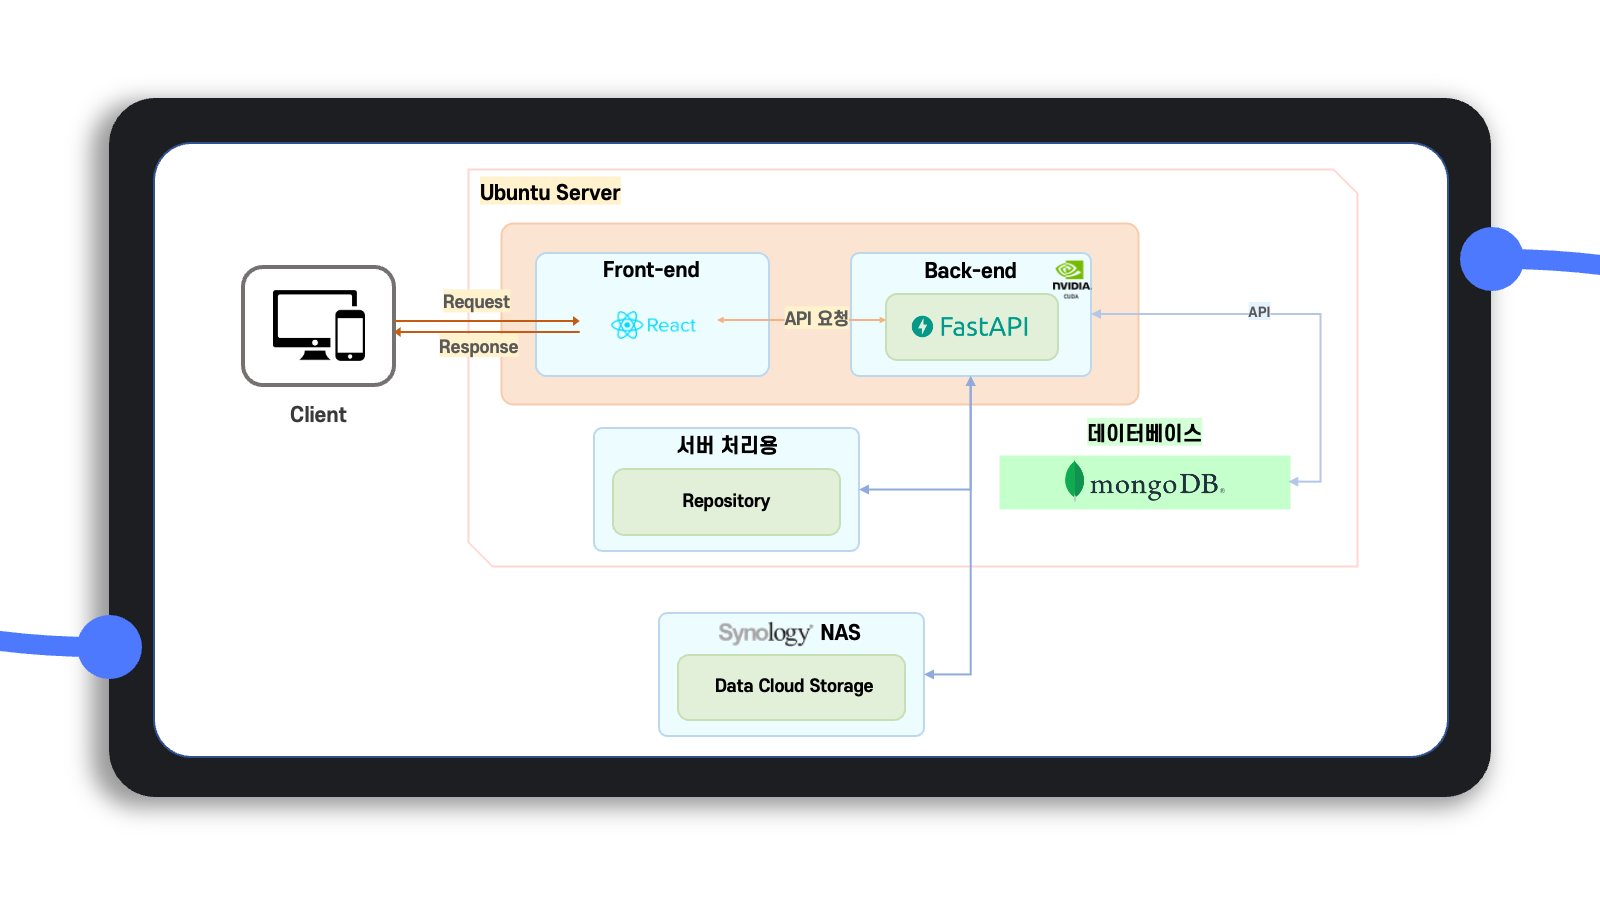 Ubuntu Server
Front-end
React
Back-end
NVIDIA
CUDA
FastAPI
Request
Response
API 요청
API
Client
서버 처리용
Repository
데이터베이스
mongoDB®
Synology® NAS
Data Cloud Storage